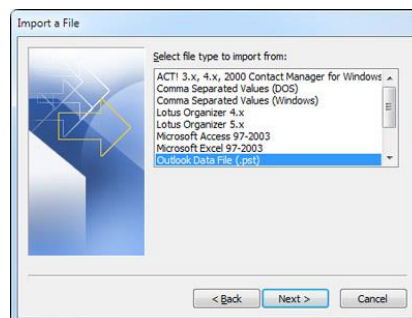 Import a File
Select file type to import from:
ACT! 3.x, 4.x, 2000 Contact Manager for Windows
Comma Separated Values (DOS)
Comma Separated Values (Windows)
Lotus Organizer 4.x
Lotus Organizer 5.x
Microsoft Access 97-2003
Microsoft Excel 97-2003
Outlook Data File (.pst)
< Back
Next >
Cancel